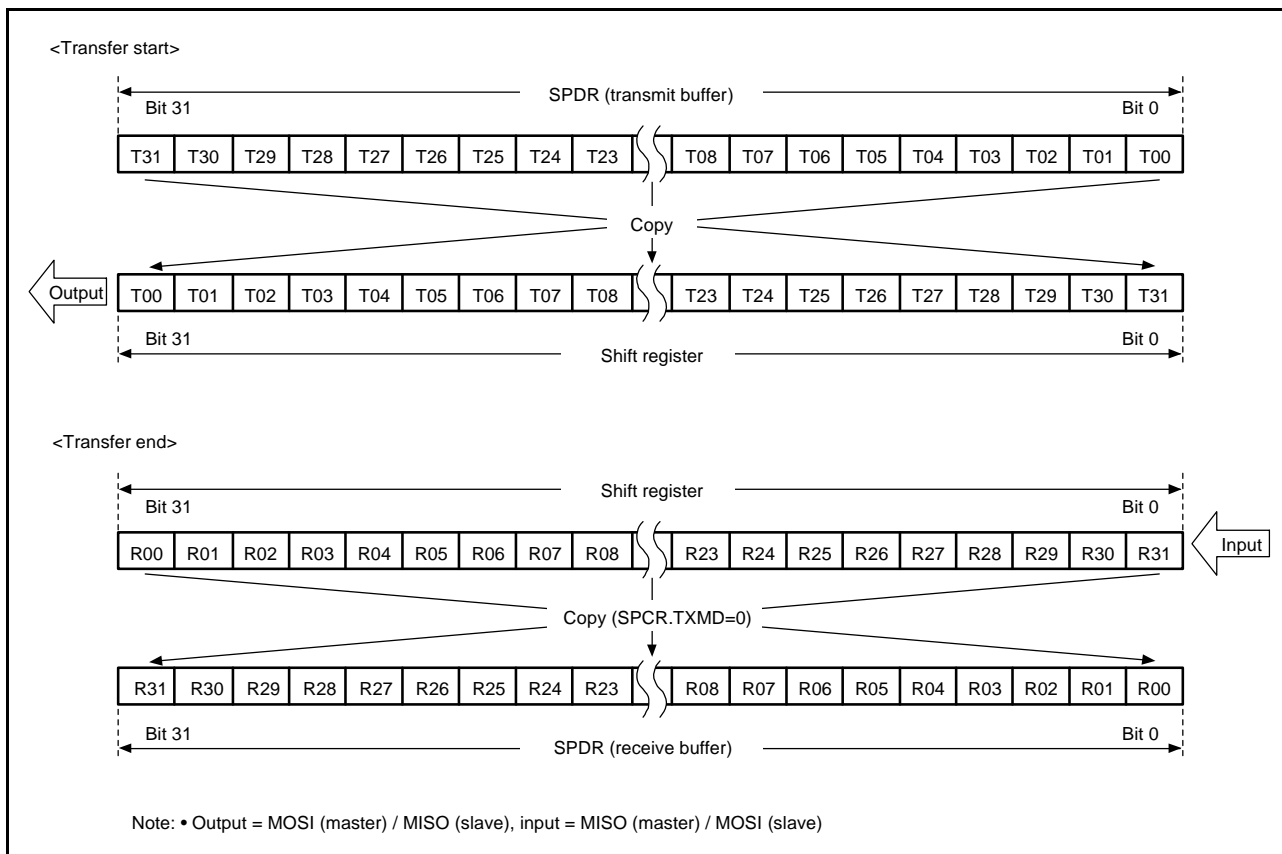 <Transfer start>
SPDR (transmit buffer)
Bit 31 Bit 0
T31 T30 T29 T28 T27 T26 T25 T24 T23 T08 T07 T06 T05 T04 T03 T02 T01 T00
Copy
Output T00 T01 T02 T03 T04 T05 T06 T07 T08 T23 T24 T25 T26 T27 T28 T29 T30 T31
Bit 31 Bit 0
Shift register
<Transfer end>
Shift register
Bit 31 Bit 0
R00 R01 R02 R03 R04 R05 R06 R07 R08 R23 R24 R25 R26 R27 R28 R29 R30 R31 Input
Copy (SPCR.TXMD=0)
R31 R30 R29 R28 R27 R26 R25 R24 R23 R08 R07 R06 R05 R04 R03 R02 R01 R00
Bit 31 Bit 0
SPDR (receive buffer)
Note: • Output = MOSI (master) / MISO (slave), input = MISO (master) / MOSI (slave)